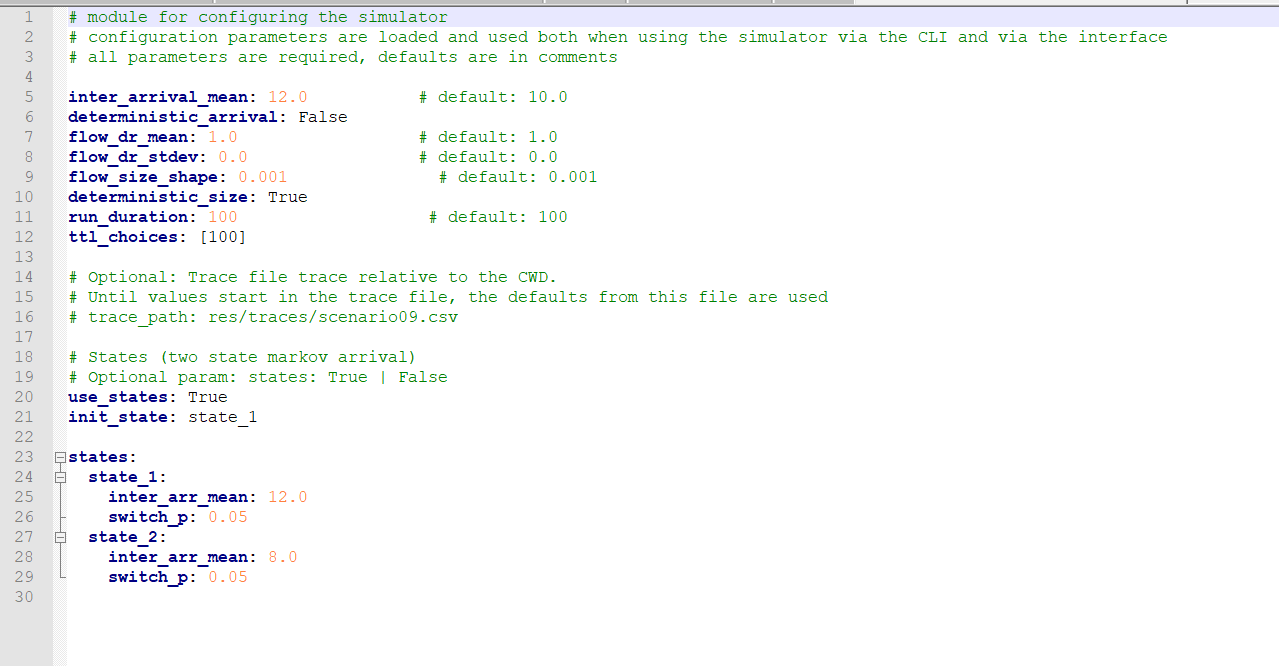 1 # module for configuring the simulator
2 # configuration parameters are loaded and used both when using the simulator via the CLI and via the interface
3 # all parameters are required, defaults are in comments
4
5 inter_arrival_mean: 12.0 # default: 10.0
6 deterministic_arrival: False
7 flow_dr_mean: 1.0 # default: 1.0
8 flow_dr_stdev: 0.0 # default: 0.0
9 flow_size_shape: 0.001 # default: 0.001
10 deterministic_size: True
11 run_duration: 100 # default: 100
12 ttl_choices: [100]
13
14 # Optional: Trace file trace relative to the CWD.
15 # Until values start in the trace file, the defaults from this file are used
16 # trace_path: res/traces/scenario09.csv
17
18 # States (two state markov arrival)
19 # Optional param: states: True | False
20 use_states: True
21 init_state: state_1
22
23 states:
24 state_1:
25 inter_arr_mean: 12.0
26 switch_p: 0.05
27 state_2:
28 inter_arr_mean: 8.0
29 switch_p: 0.05
30